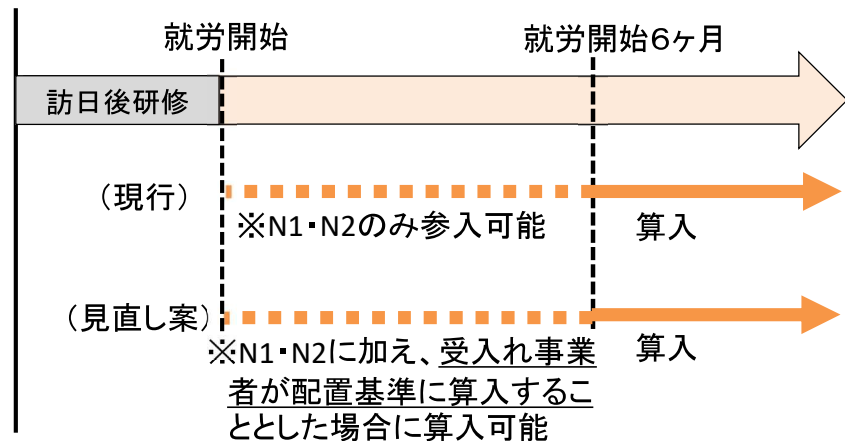 就労開始
就労開始6ヶ月
訪日後研修
（現行）
※N1・N2のみ参入可能
算入
（見直し案）
※N1・N2に加え、受入れ事業
者が配置基準に算入するこ
ととした場合に算入可能
算入